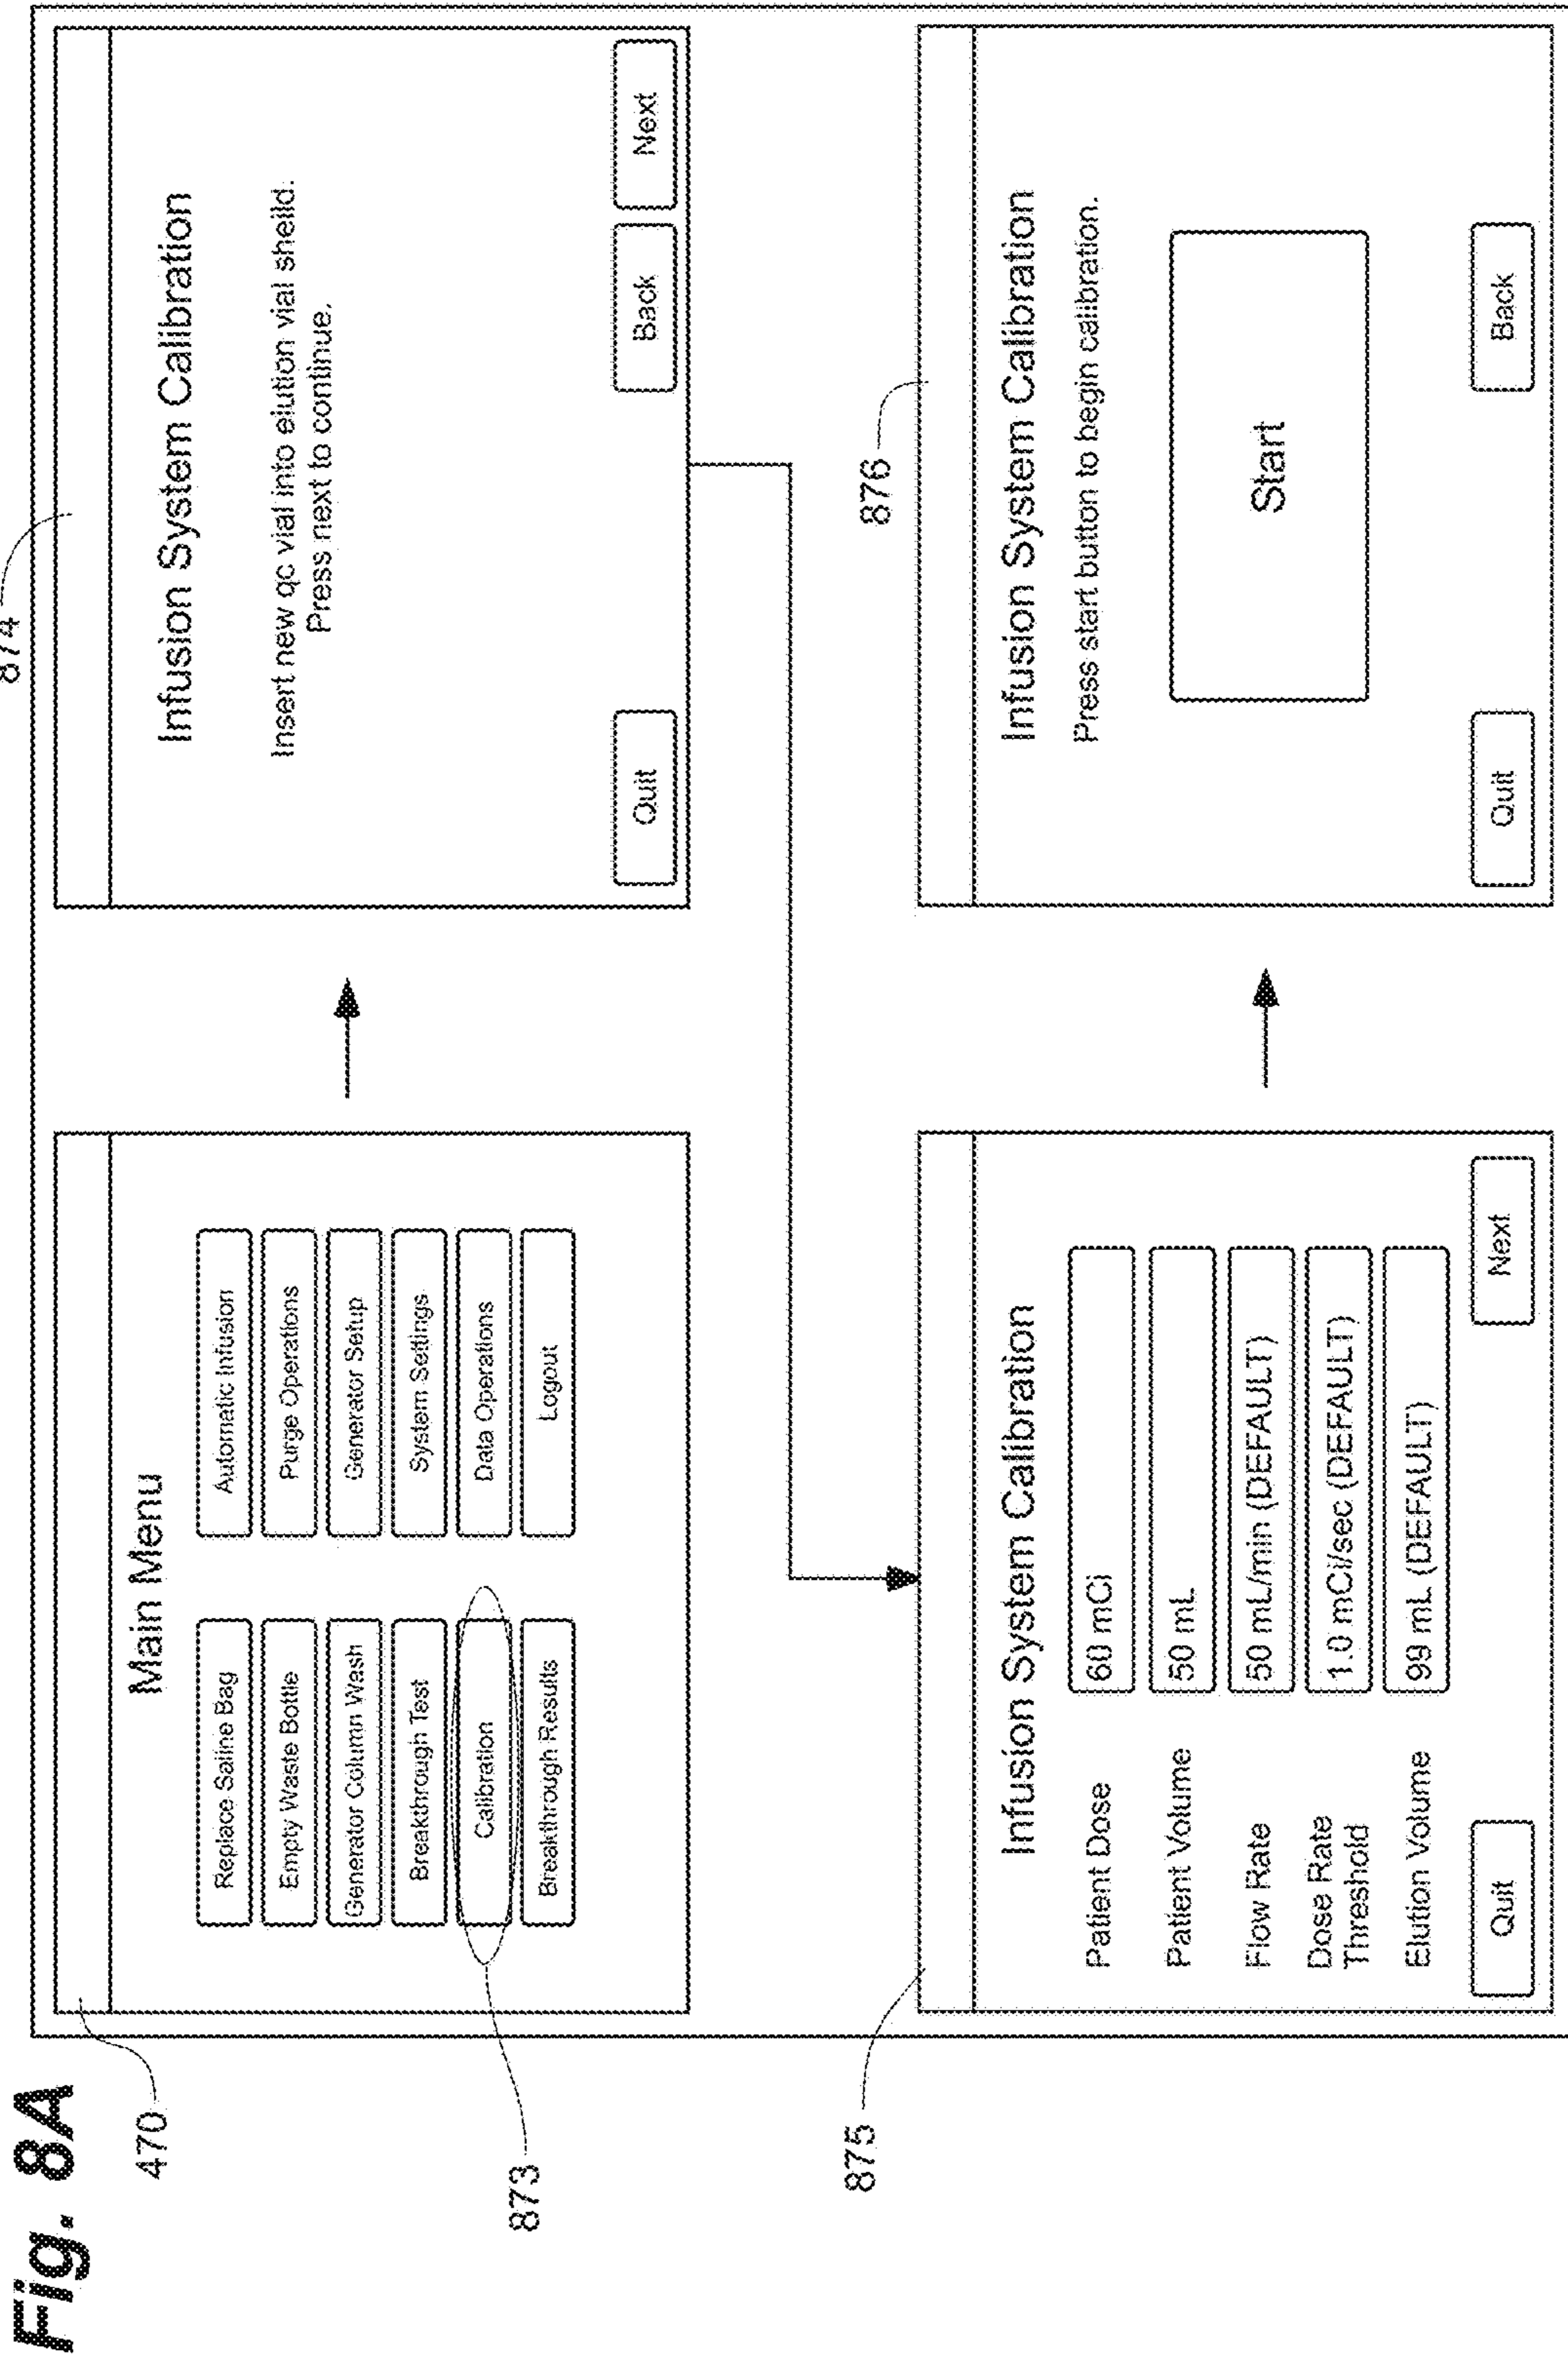 Fig. 8A
470
Main Menu
Replace Saline Bag
Automatic Infusion
Empty Waste Bottle
Purge Operations
Generator Column Wash
Generator Setup
Breakthrough Test
System Settings
Calibration
Data Operations
Breakthrough Results
Logout
873
874
Infusion System Calibration
Insert new qc vial into elution vial sheild.
Press next to continue.
Quit
Back
Next
875
Infusion System Calibration
Patient Dose 60 mCi
Patient Volume 50 mL
Flow Rate 50 mL/min (DEFAULT)
Dose Rate
Threshold 1.0 mCi/sec (DEFAULT)
Elution Volume 99 mL (DEFAULT)
Quit
Next
876
Infusion System Calibration
Press start button to begin calibration.
Start
Quit
Back